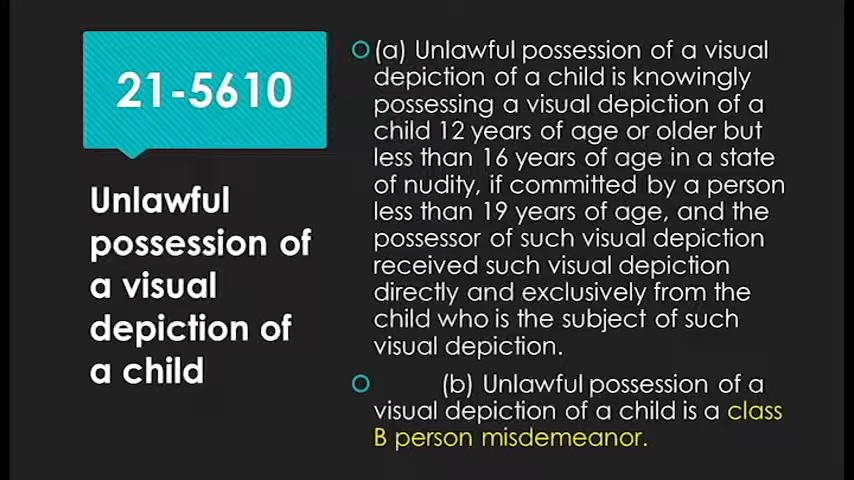 21-5610
Unlawful
possession of
a visual
depiction of
a child
(a) Unlawful possession of a visual
depiction of a child is knowingly
possessing a visual depiction of a
child 12 years of age or older but
less than 16 years of age in a state
of nudity, if committed by a person
less than 19 years of age, and the
possessor of such visual depiction
received such visual depiction
directly and exclusively from the
child who is the subject of such
visual depiction.
(b) Unlawful possession of a
visual depiction of a child is a class
B person misdemeanor.